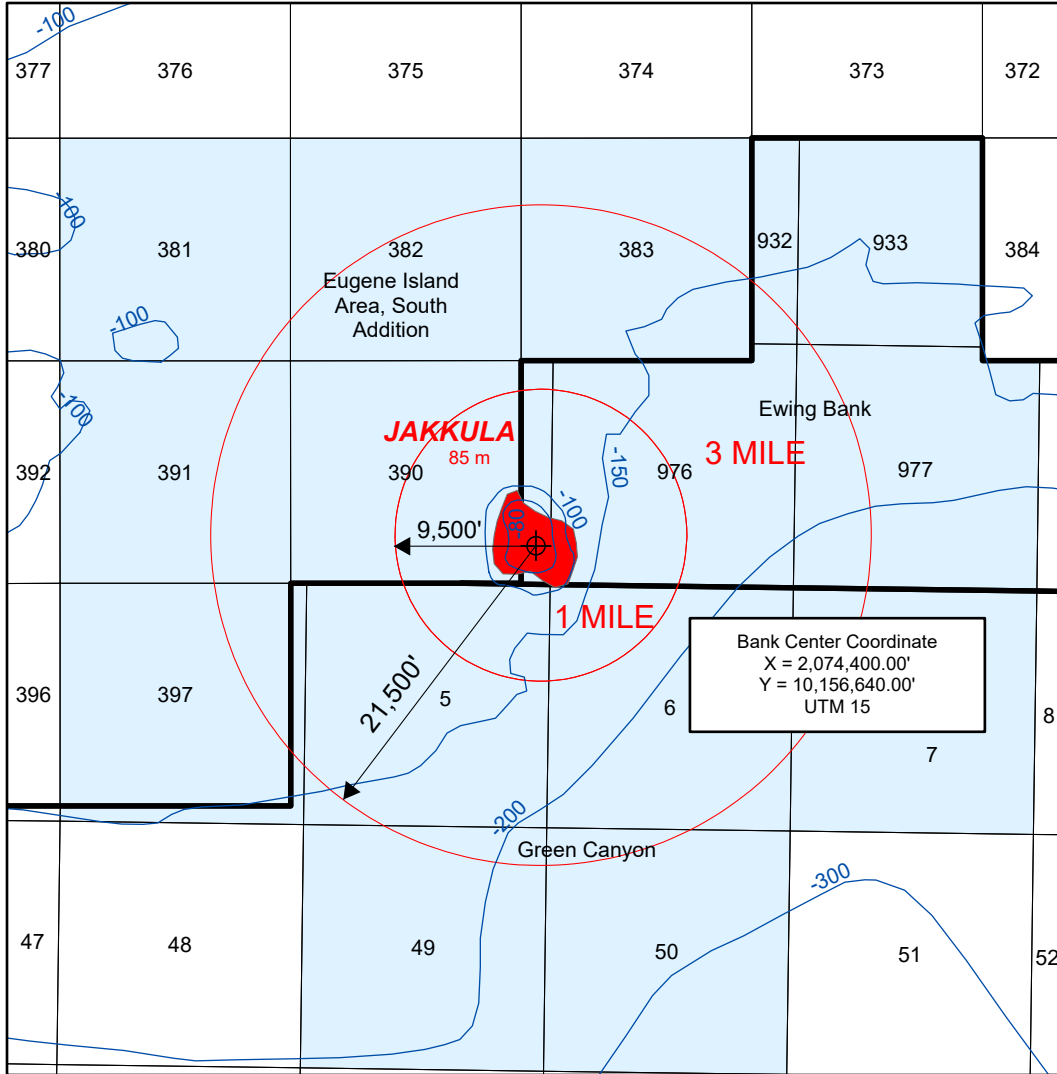 -100
377 376 375 374 373 372
-100
380 381 382 383 932 933 384
Eugene Island
Area, South
Addition
-100
-100
JAKKULA
85 m
Ewing Bank
3 MILE
392 391 390 976 977
-150
-100
-80
9,500'
1 MILE
21,500'
Bank Center Coordinate
X = 2,074,400.00'
Y = 10,156,640.00'
UTM 15
396 397 5 6 7 8
-200
Green Canyon
-300
47 48 49 50 51 52